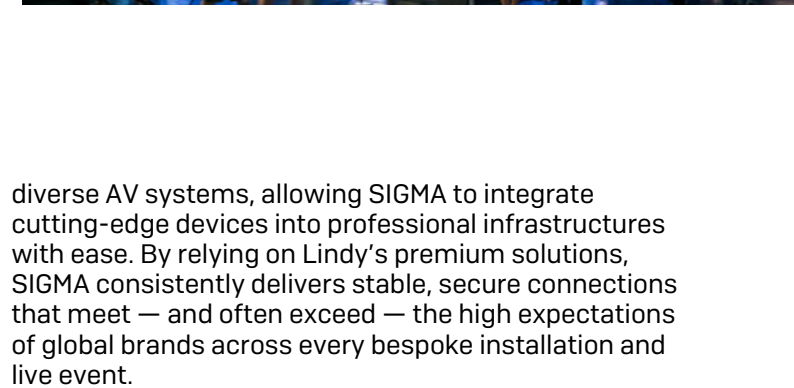 diverse AV systems, allowing SIGMA to integrate
cutting-edge devices into professional infrastructures
with ease. By relying on Lindy’s premium solutions,
SIGMA consistently delivers stable, secure connections
that meet — and often exceed — the high expectations
of global brands across every bespoke installation and
live event.